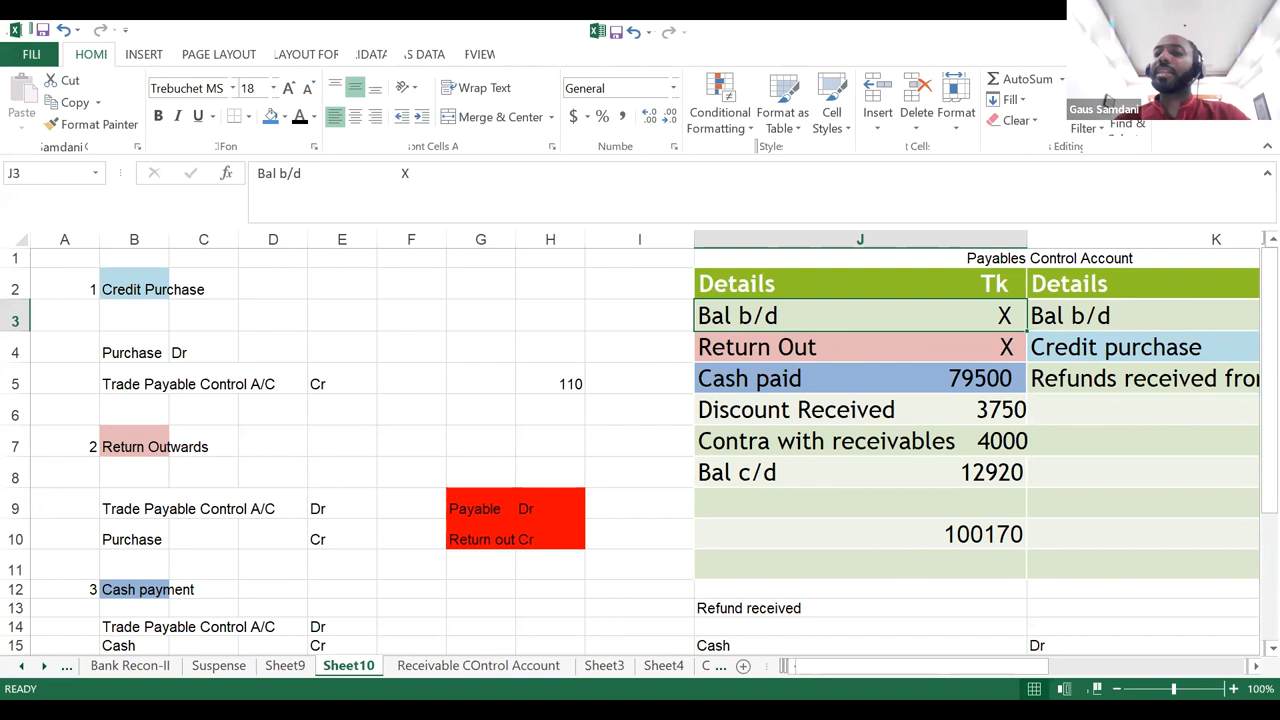 FILI HOME INSERT PAGE LAYOUT LAYOUT FOR IDATA S DATA FVIEW
Cut
Copy
Format Painter
Paste
Samdani
Trebuchet MS 18
B I U
Fon
Wrap Text
Merge & Center
ont Cells A
General
$ % ,
Numbe
Conditional Formatting
Format as Table
Cell Styles
Styles
Insert Delete Format
Cell:
AutoSum
Fill
Clear
Filter
Find &
Editing
Gaus Samdani
J3
fx
Bal b/d X
A B C D E F G H I J K
1 Payables Control Account
2 1 Credit Purchase Details Tk Details
3 Bal b/d X Bal b/d
Return Out X Credit purchase
4 Purchase Dr
5 Trade Payable Control A/C Cr 110 Cash paid 79500 Refunds received fro
6 Discount Received 3750
7 2 Return Outwards Contra with receivables 4000
8 Bal c/d 12920
9 Trade Payable Control A/C Dr Payable Dr
10 Purchase Cr Return out Cr 100170
11
12 3 Cash payment
13 Refund received
14 Trade Payable Control A/C Dr
15 Cash Cr Cash Dr
... Bank Recon-II Suspense Sheet9 Sheet10 Receivable COntrol Account Sheet3 Sheet4 C ...
READY 100%